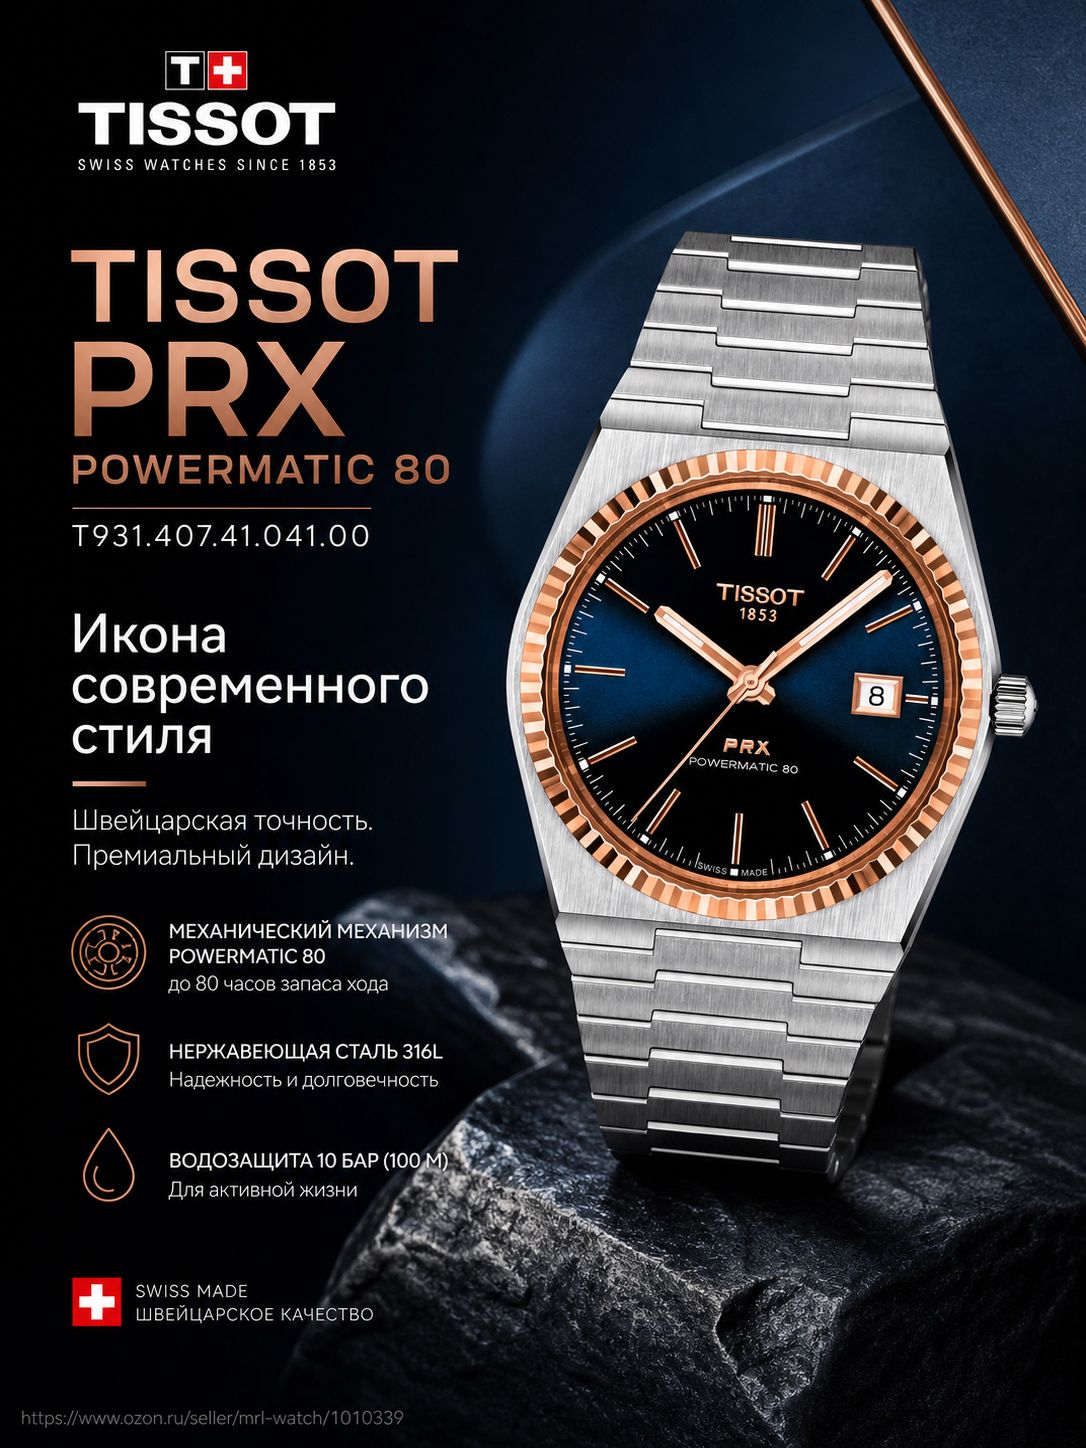 T+
TISSOT
SWISS WATCHES SINCE 1853
TISSOT
PRX
POWERMATIC 80
T931.407.41.041.00
Икона
современного
стиля
Швейцарская точность.
Премиальный дизайн.
МЕХАНИЧЕСКИЙ МЕХАНИЗМ
POWERMATIC 80
до 80 часов запаса хода
НЕРЖАВЕЮЩАЯ СТАЛЬ 316L
Надежность и долговечность
ВОДОЗАЩИТА 10 БАР (100 М)
Для активной жизни
SWISS MADE
ШВЕЙЦАРСКОЕ КАЧЕСТВО
TISSOT
1853
8
PRX
POWERMATIC 80
SWISS MADE
https://www.ozon.ru/seller/mrl-watch/1010339